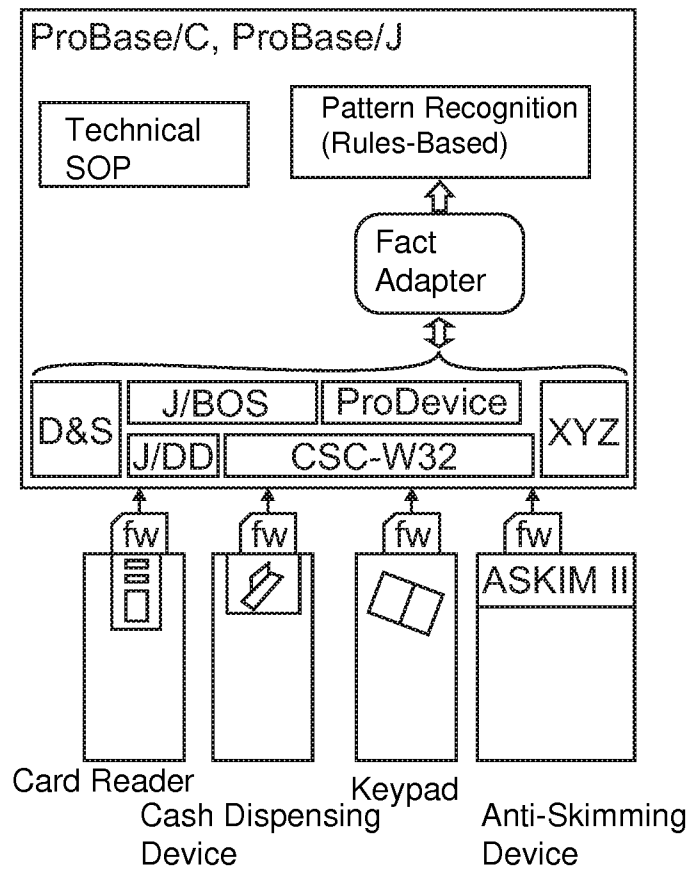 ProBase/C, ProBase/J
Technical
SOP
Pattern Recognition
(Rules-Based)
Fact
Adapter
D&S
J/BOS
ProDevice
XYZ
J/DD
CSC-W32
fw
fw
fw
fw
ASKIM II
Card Reader
Cash Dispensing
Device
Keypad
Anti-Skimming
Device